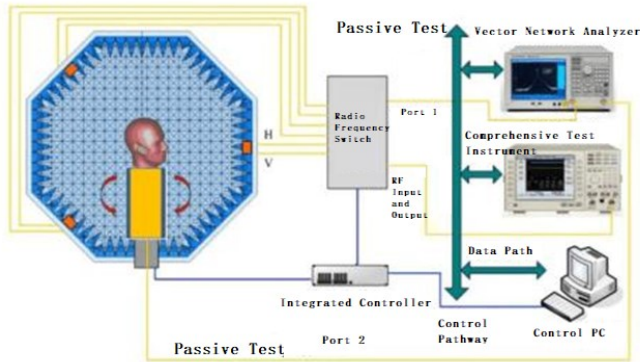 Passive Test
Vector Network Analyzer
Radio
Frequency
Switch
Port 1
H
V
Comprehensive Test
Instrument
RF
Input
and
Output
Data Path
Integrated Controller
Control
Pathway
Control PC
Port 2
Passive Test